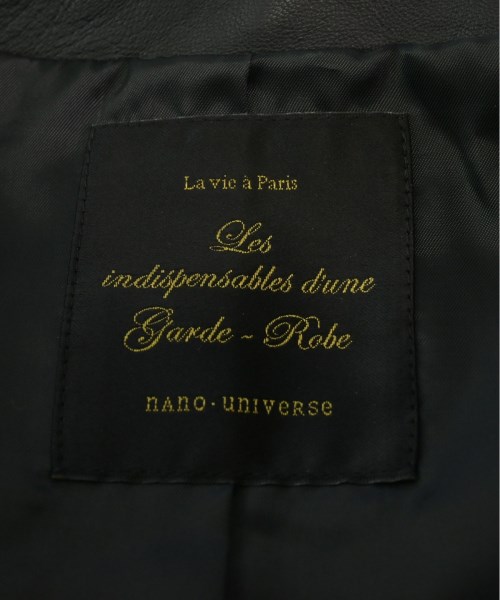 La vie à Paris
Les
indispensables d'une
Garde ~ Robe
nano·universe